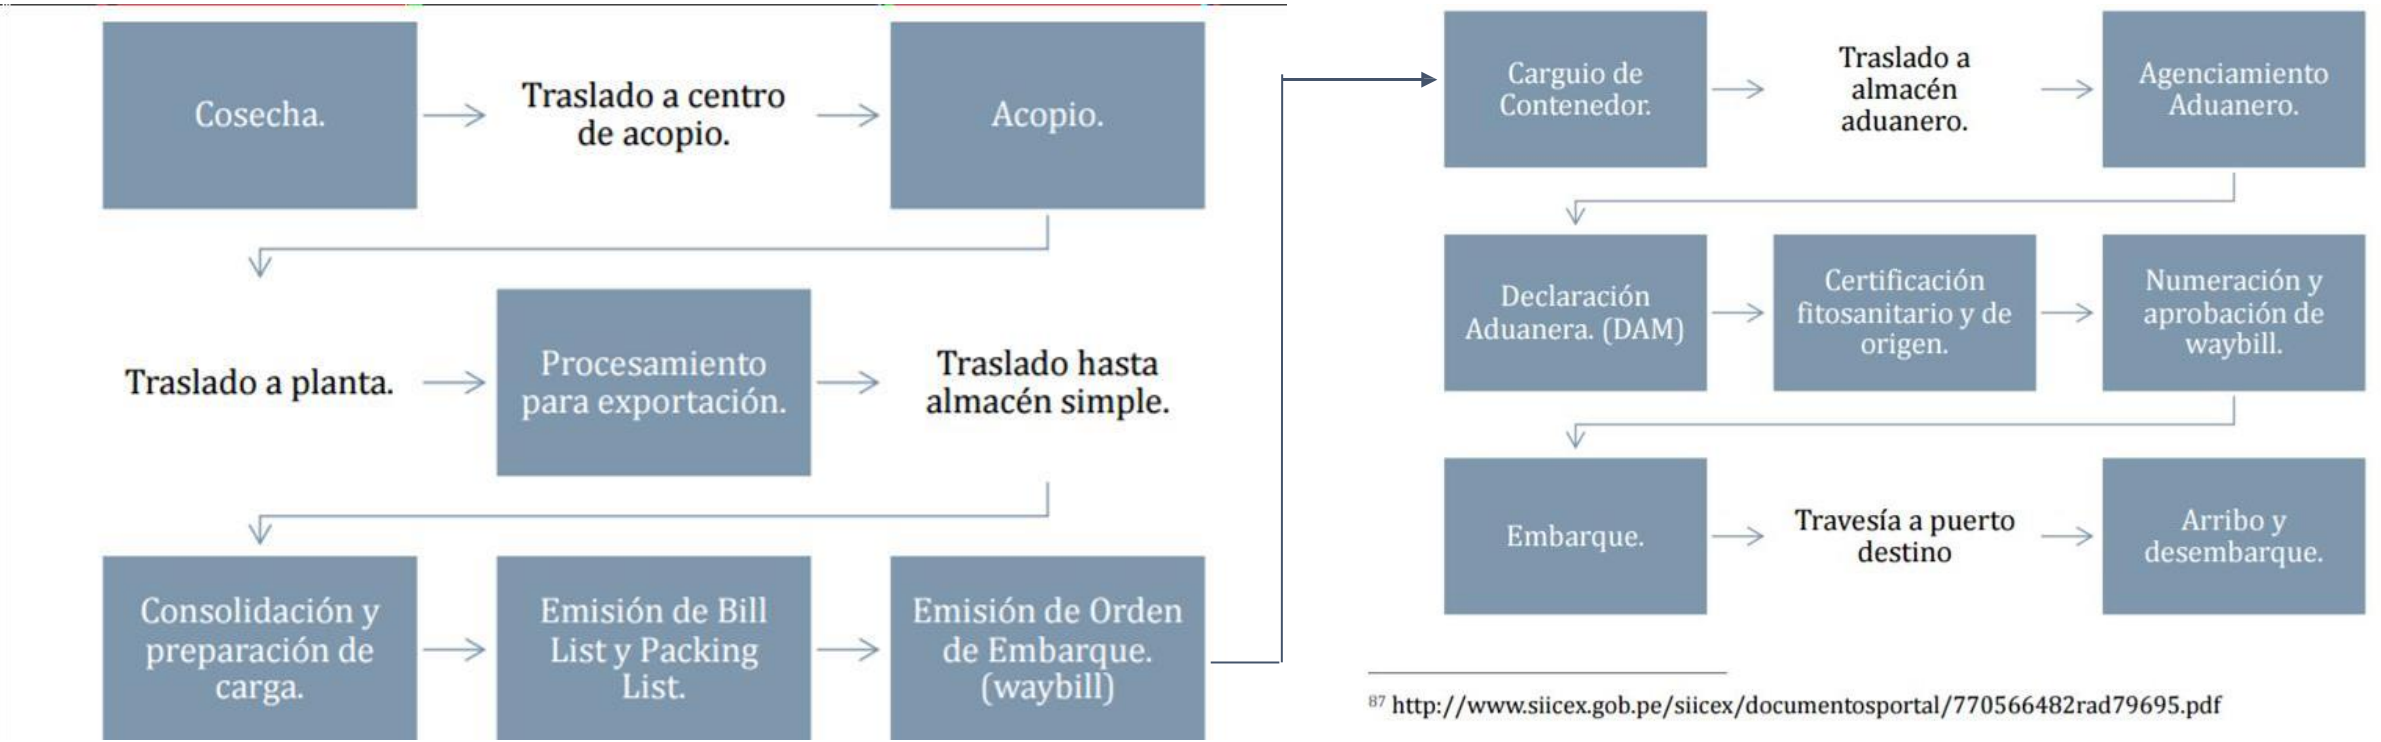 Cosecha.
Traslado a centro
de acopio.
Acopio.
Traslado a planta.
Procesamiento
para exportación.
Traslado hasta
almacén simple.
Consolidación y
preparación de
carga.
Emisión de Bill
List y Packing
List.
Emisión de Orden
de Embarque.
(waybill)
Carguio de
Contenedor.
Traslado a
almacén
aduanero.
Agenciamiento
Aduanero.
Declaración
Aduanera. (DAM)
Certificación
fitosanitario y de
origen.
Numeración y
aprobación de
waybill.
Embarque.
Travesía a puerto
destino
Arribo y
desembarque.
87 http://www.siicex.gob.pe/siicex/documentosportal/770566482rad79695.pdf